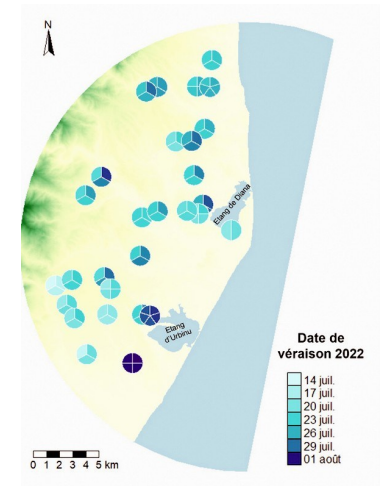 N
Etang de Diana
Etang
d'Urbinu
Date de
véraison 2022
14 juil.
17 juil.
20 juil.
23 juil.
26 juil.
29 juil.
01 août
0 1 2 3 4 5 km